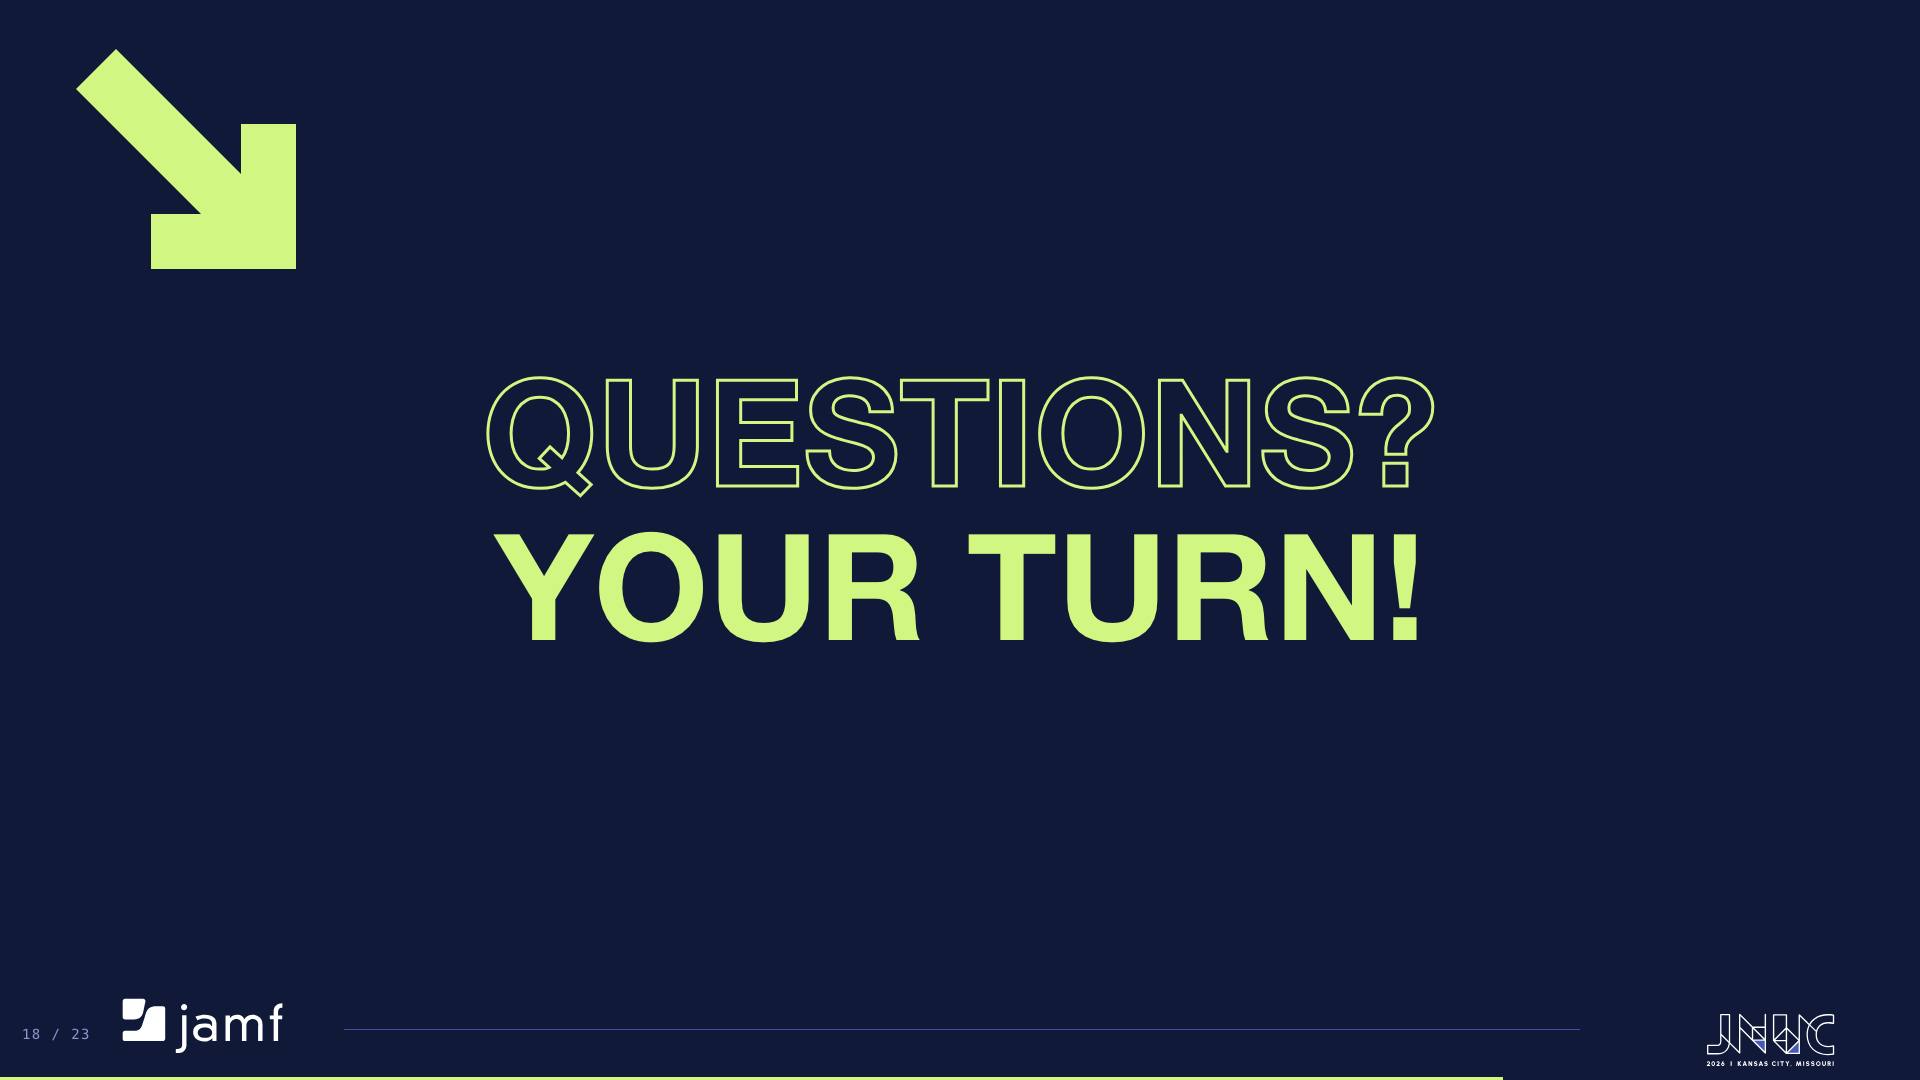 QUESTIONS?
YOUR TURN!
18 / 23
jamf
JNUC
2026 | KANSAS CITY, MISSOURI